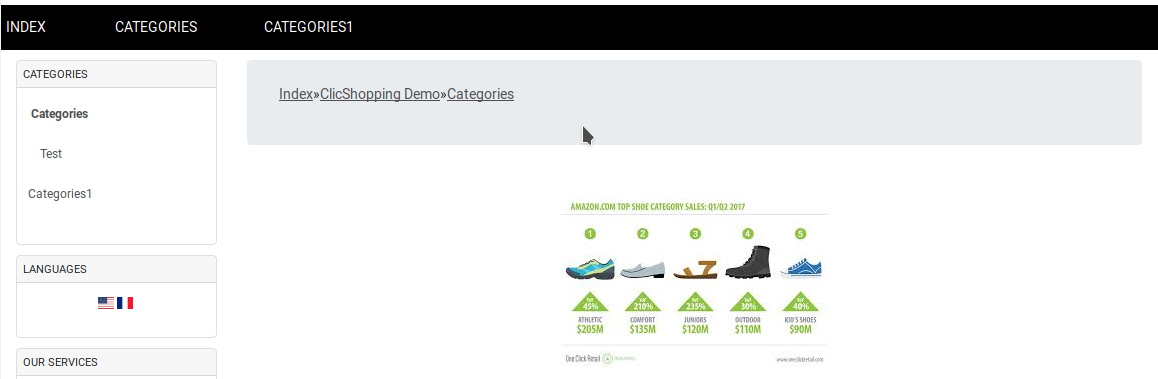 INDEX CATEGORIES CATEGORIES1
CATEGORIES
Categories
Test
Categories1
LANGUAGES
OUR SERVICES
Index»ClicShopping Demo»Categories
AMAZON.COM TOP SHOE CATEGORY SALES: Q1/Q2 2017
1 2 3 4 5
YoY YoY YoY YoY YoY
45% 210% 235% 30% 40%
ATHLETIC COMFORT JUNIORS OUTDOOR KID'S SHOES
$205M $135M $120M $110M $90M
One Click Retail www.oneclickretail.com